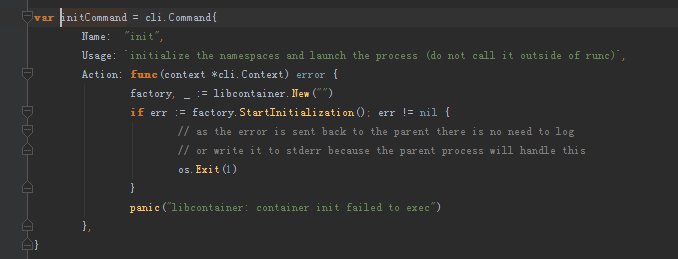 var initCommand = cli.Command{
Name:  "init",
Usage: `initialize the namespaces and launch the process (do not call it outside of runc)`,
Action: func(context *cli.Context) error {
factory, _ := libcontainer.New("")
if err := factory.StartInitialization(); err != nil {
// as the error is sent back to the parent there is no need to log
// or write it to stderr because the parent process will handle this
os.Exit(1)
}
panic("libcontainer: container init failed to exec")
},
}